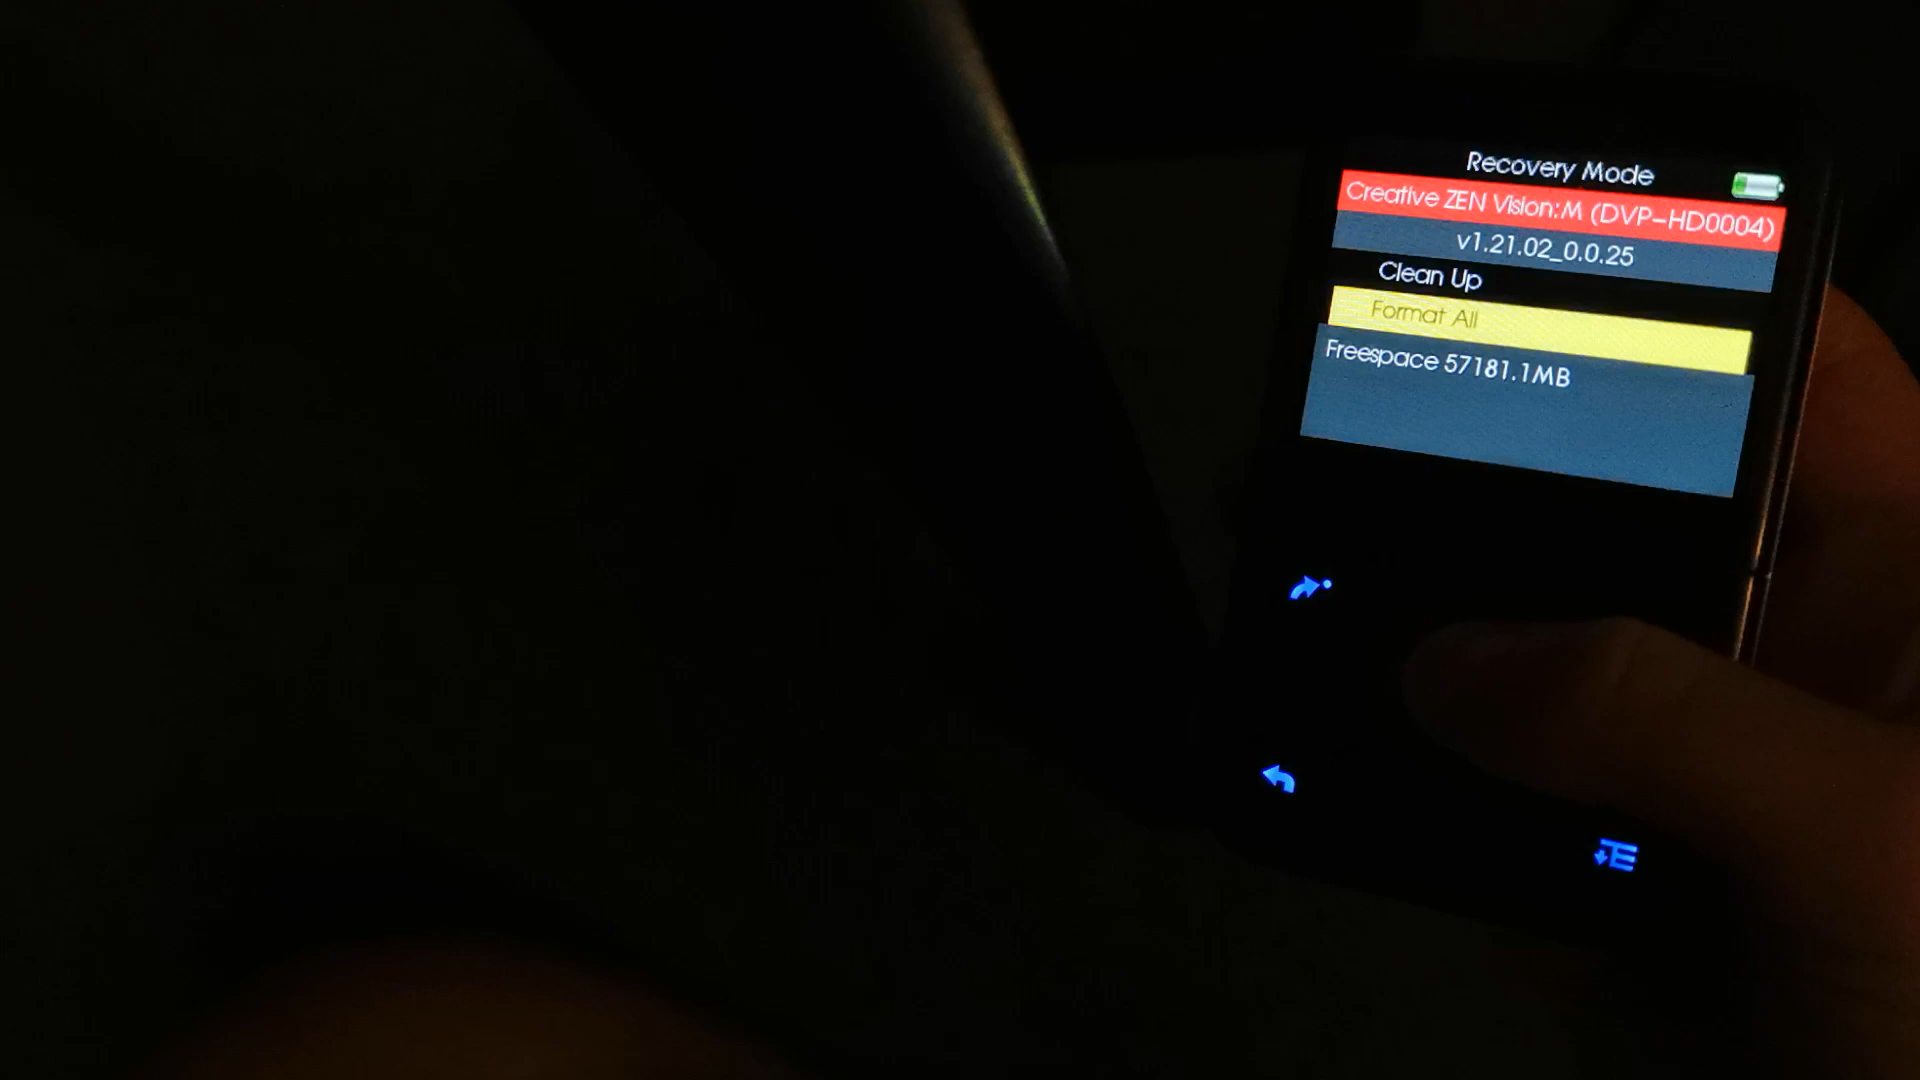 Recovery Mode
Creative ZEN Vision:M (DVP-HD0004)
v1.21.02_0.0.25
Clean Up
Format All
Freespace 57181.1MB